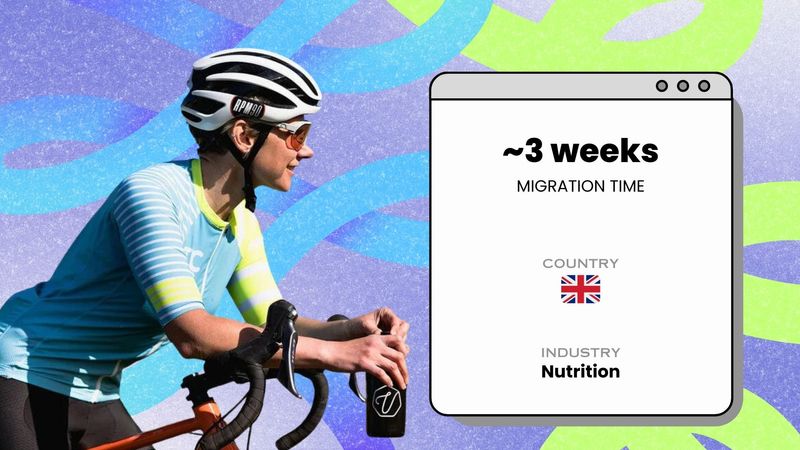 RPM90
~3 weeks
MIGRATION TIME
COUNTRY
INDUSTRY
Nutrition